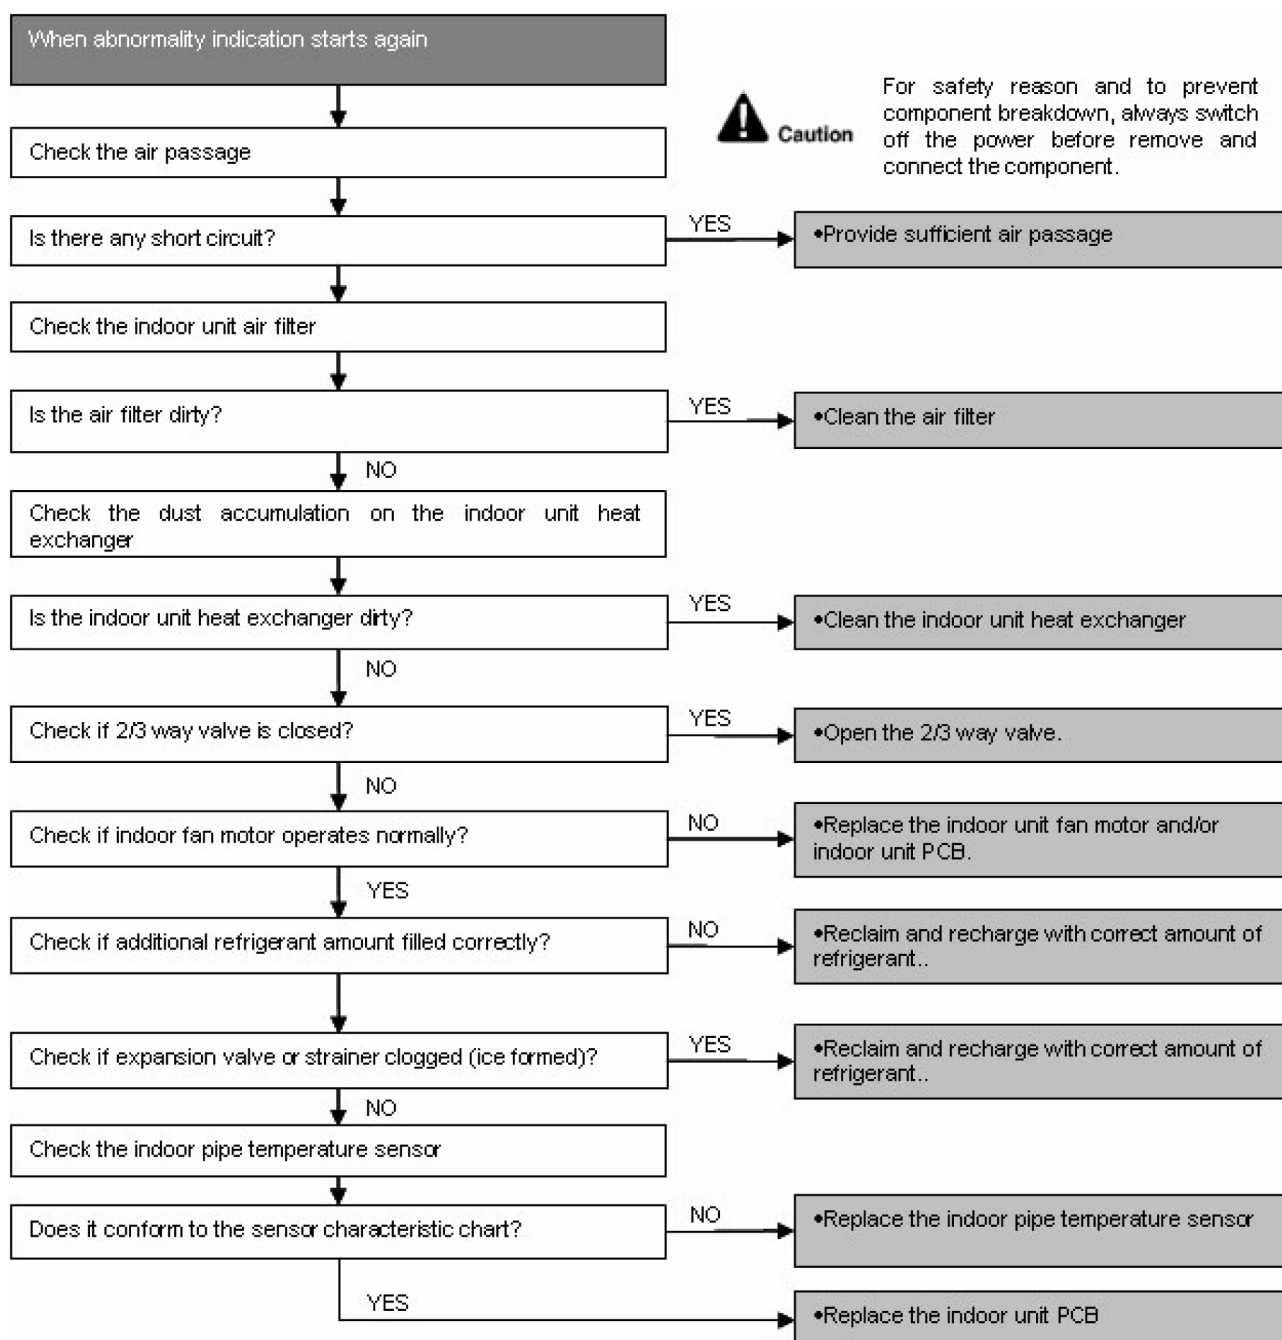 When abnormality indication starts again
For safety reason and to prevent
component breakdown, always switch
off the power before remove and
connect the component.
Caution
Check the air passage
Is there any short circuit?
YES
•Provide sufficient air passage
Check the indoor unit air filter
Is the air filter dirty?
YES
•Clean the air filter
NO
Check the dust accumulation on the indoor unit heat
exchanger
Is the indoor unit heat exchanger dirty?
YES
•Clean the indoor unit heat exchanger
NO
Check if 2/3 way valve is closed?
YES
•Open the 2/3 way valve.
NO
Check if indoor fan motor operates normally?
NO
•Replace the indoor unit fan motor and/or
indoor unit PCB.
YES
Check if additional refrigerant amount filled correctly?
NO
•Reclaim and recharge with correct amount of
refrigerant..
Check if expansion valve or strainer clogged (ice formed)?
YES
•Reclaim and recharge with correct amount of
refrigerant..
NO
Check the indoor pipe temperature sensor
Does it conform to the sensor characteristic chart?
NO
•Replace the indoor pipe temperature sensor
YES
•Replace the indoor unit PCB